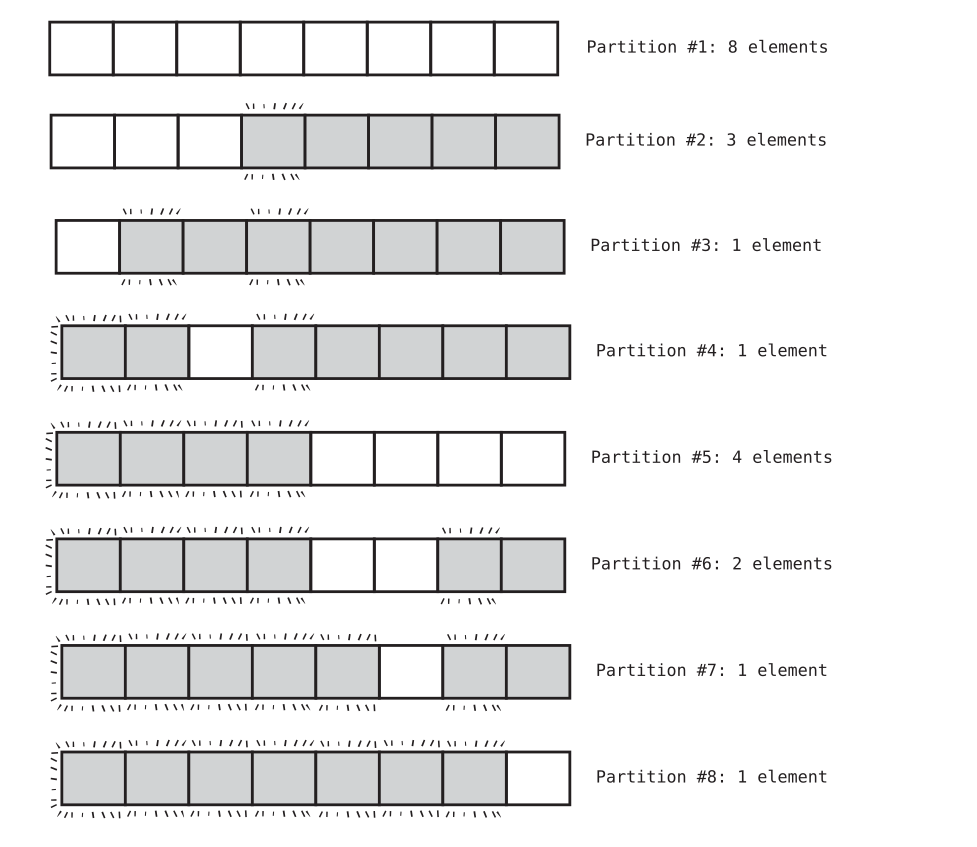 Partition #1: 8 elements
Partition #2: 3 elements
Partition #3: 1 element
Partition #4: 1 element
Partition #5: 4 elements
Partition #6: 2 elements
Partition #7: 1 element
Partition #8: 1 element